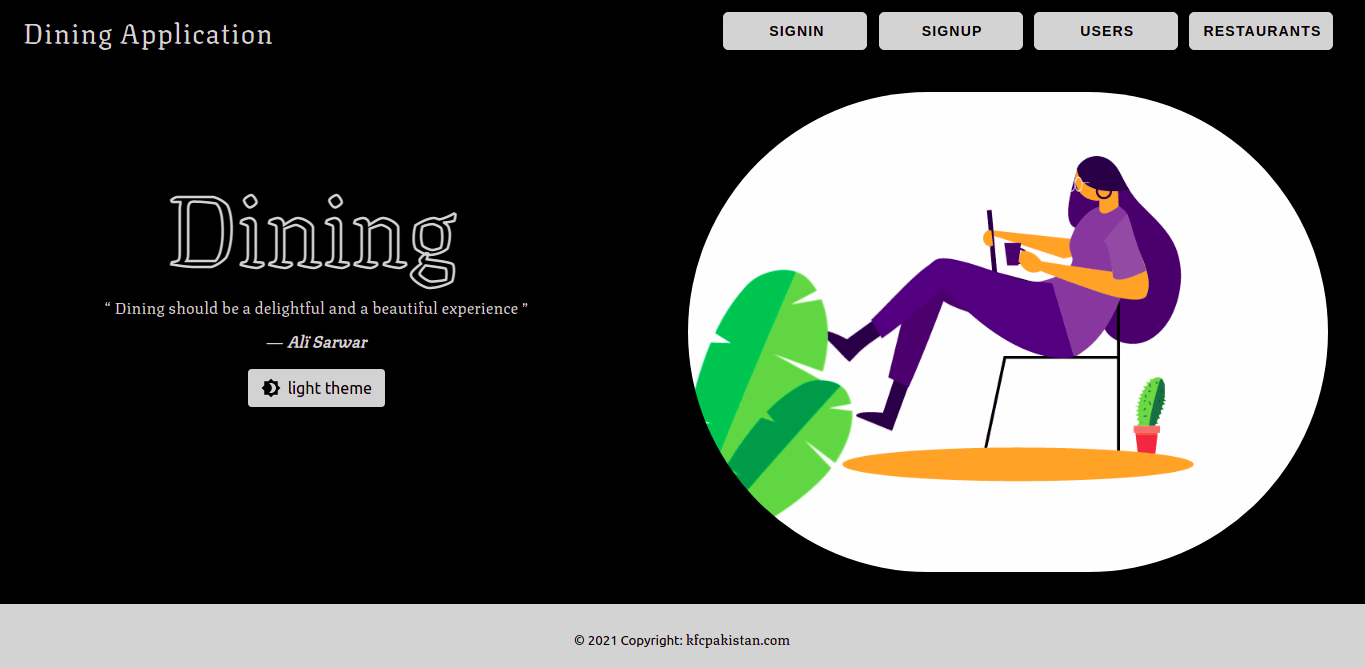 Dining Application
SIGNIN SIGNUP USERS RESTAURANTS
Dining
“ Dining should be a delightful and a beautiful experience ”
— Ali Sarwar
light theme
© 2021 Copyright: kfcpakistan.com